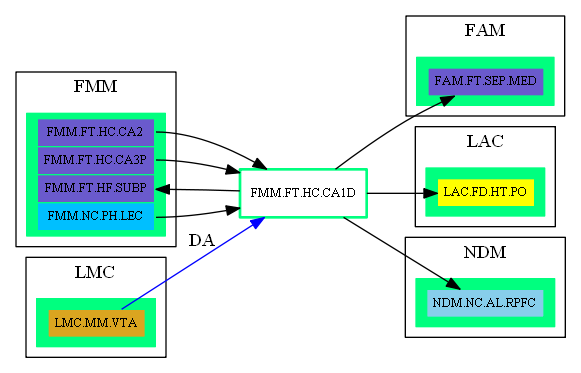 FMM
FMM.FT.HC.CA2
FMM.FT.HC.CA3P
FMM.FT.HF.SUBP
FMM.NC.PH.LEC
LMC
LMC.MM.VTA
DA
FMM.FT.HC.CA1D
FAM
FAM.FT.SEP.MED
LAC
LAC.FD.HT.PO
NDM
NDM.NC.AL.RPFC